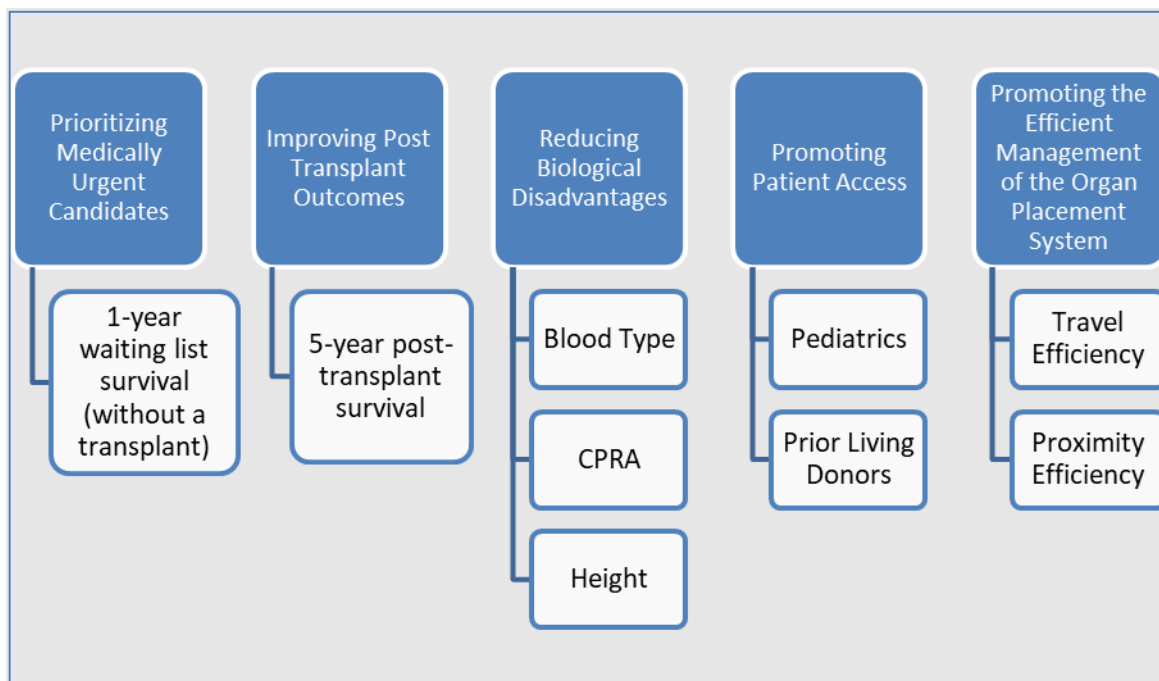 Prioritizing
Medically
Urgent
Candidates
1-year
waiting list
survival
(without a
transplant)
Improving Post
Transplant
Outcomes
5-year post-
transplant
survival
Reducing
Biological
Disadvantages
Blood Type
CPRA
Height
Promoting
Patient Access
Pediatrics
Prior Living
Donors
Promoting the
Efficient
Management
of the Organ
Placement
System
Travel
Efficiency
Proximity
Efficiency